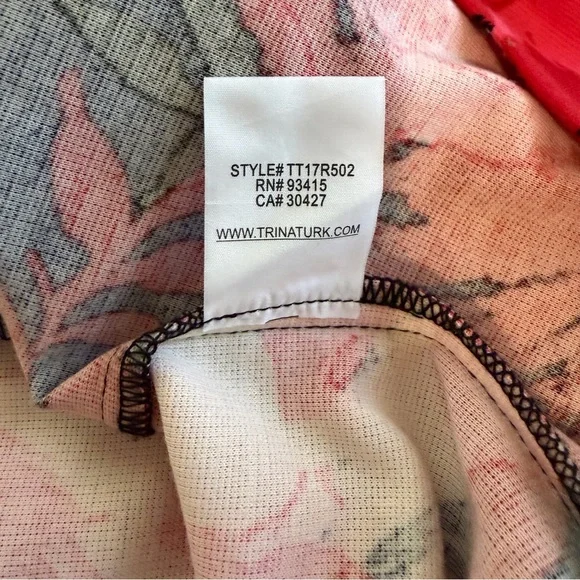 STYLE# TT17R502
RN# 93415
CA# 30427
WWW.TRINATURK.COM